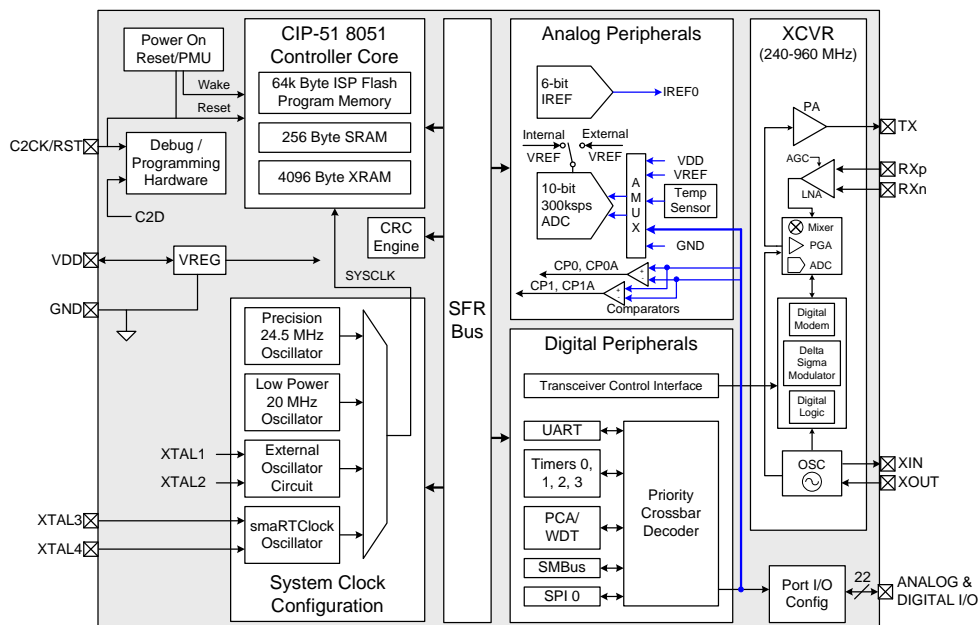 Power On
Reset/PMU
Wake
Reset
C2CK/RST
Debug /
Programming
Hardware
C2D
VDD
VREG
GND
CIP-51 8051
Controller Core
64k Byte ISP Flash
Program Memory
256 Byte SRAM
4096 Byte XRAM
CRC
Engine
SYSCLK
Precision
24.5 MHz
Oscillator
Low Power
20 MHz
Oscillator
XTAL1
XTAL2
External
Oscillator
Circuit
XTAL3
XTAL4
smaRTClock
Oscillator
System Clock
Configuration
SFR
Bus
Analog Peripherals
6-bit
IREF
IREF0
Internal
VREF
External
VREF
10-bit
300ksps
ADC
A
M
U
X
VDD
VREF
Temp
Sensor
GND
CP0, CP0A
+
-
CP1, CP1A
+
-
Comparators
Digital Peripherals
Transceiver Control Interface
UART
Timers 0,
1, 2, 3
PCA/
WDT
SMBus
SPI 0
Priority
Crossbar
Decoder
XCVR
(240-960 MHz)
PA
TX
AGC
LNA
RXp
RXn
Mixer
PGA
ADC
Digital
Modem
Delta
Sigma
Modulator
Digital
Logic
OSC
XIN
XOUT
Port I/O
Config
22
ANALOG &
DIGITAL I/O